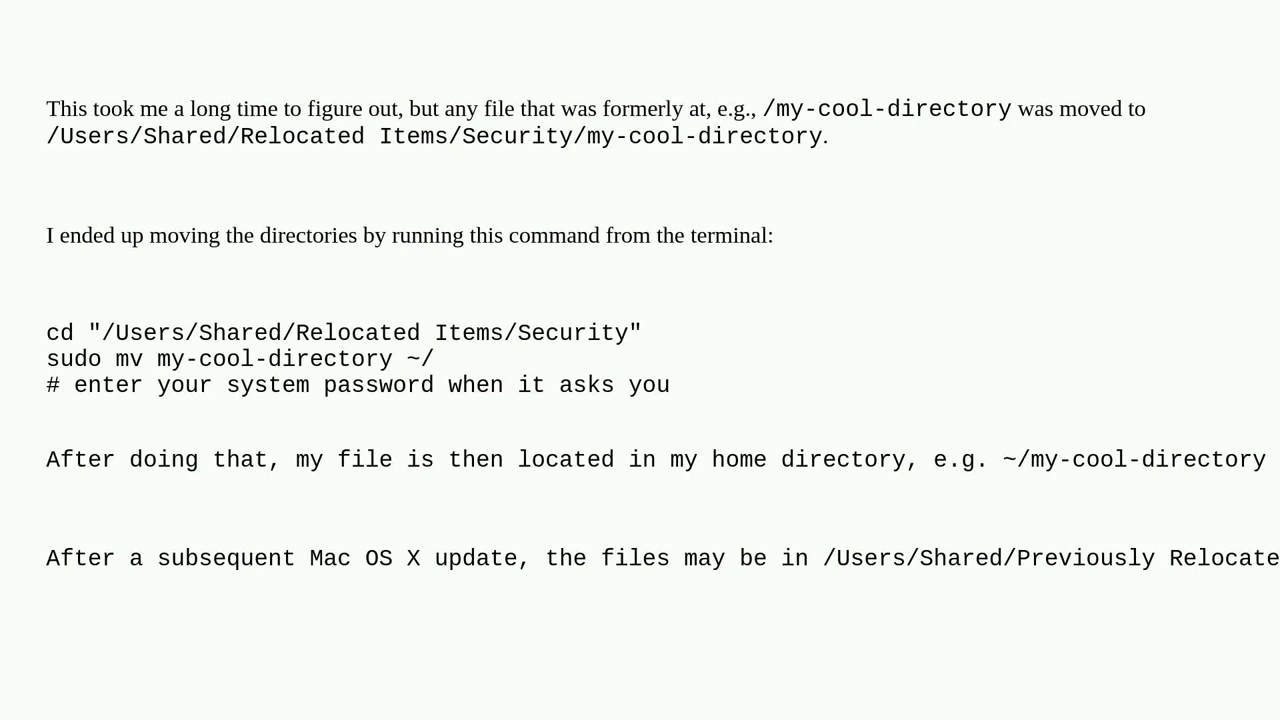 This took me a long time to figure out, but any file that was formerly at, e.g., /my-cool-directory was moved to
/Users/Shared/Relocated Items/Security/my-cool-directory.
I ended up moving the directories by running this command from the terminal:
cd "/Users/Shared/Relocated Items/Security"
sudo mv my-cool-directory ~/
# enter your system password when it asks you
After doing that, my file is then located in my home directory, e.g. ~/my-cool-directory
After a subsequent Mac OS X update, the files may be in /Users/Shared/Previously Relocate